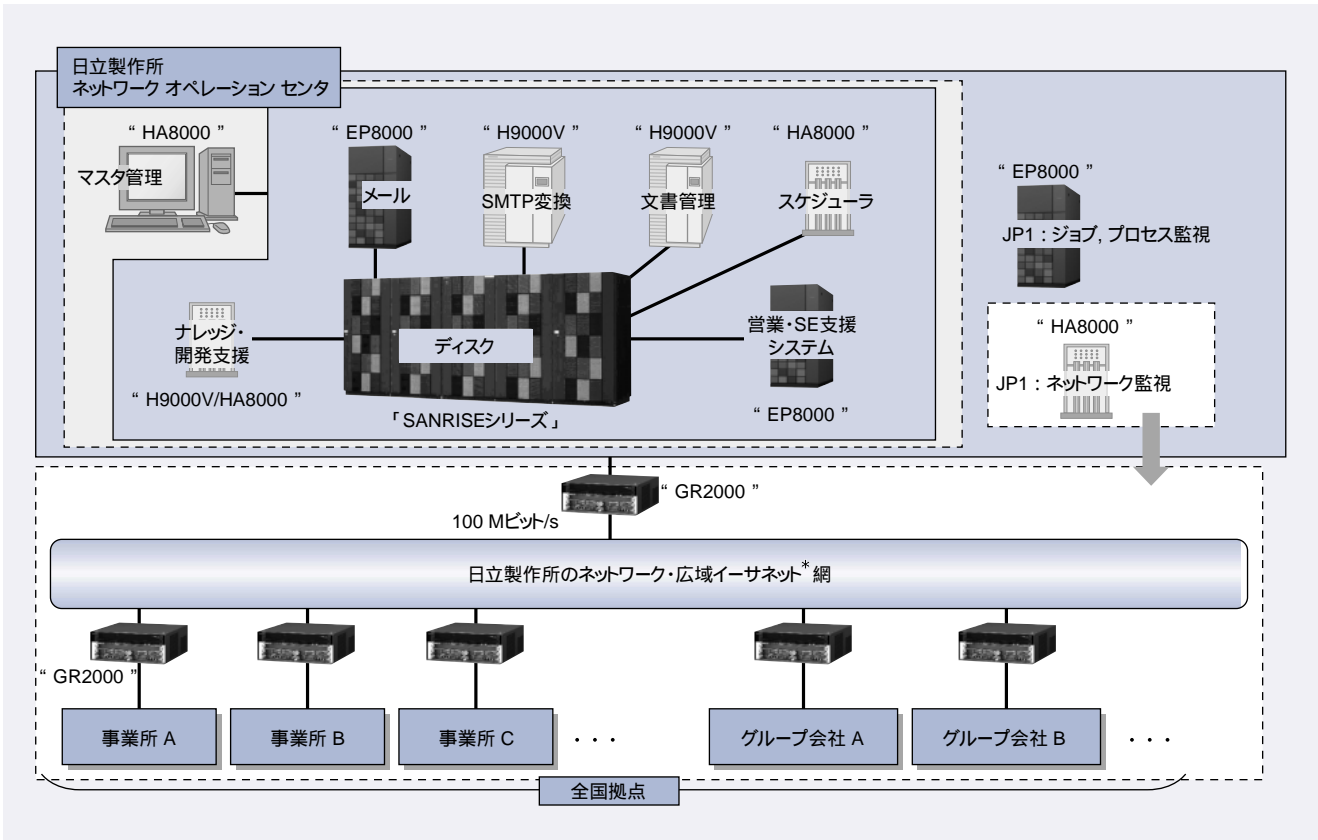 日立製作所
ネットワーク オペレーション センタ
“ HA8000 ”
マスタ管理
“ EP8000 ”
メール
“ H9000V ”
SMTP変換
“ H9000V ”
文書管理
“ HA8000 ”
スケジューラ
“ EP8000 ”
JP1 : ジョブ, プロセス監視
“ HA8000 ”
JP1 : ネットワーク監視
ナレッジ・
開発支援
“ H9000V/HA8000 ”
ディスク
「SANRISEシリーズ」
営業・SE支援
システム
“ EP8000 ”
“ GR2000 ”
100 Mビット/s
日立製作所のネットワーク・広域イーサネット*網
“ GR2000 ”
事業所 A
事業所 B
事業所 C
・・・
グループ会社 A
グループ会社 B
・・・
全国拠点